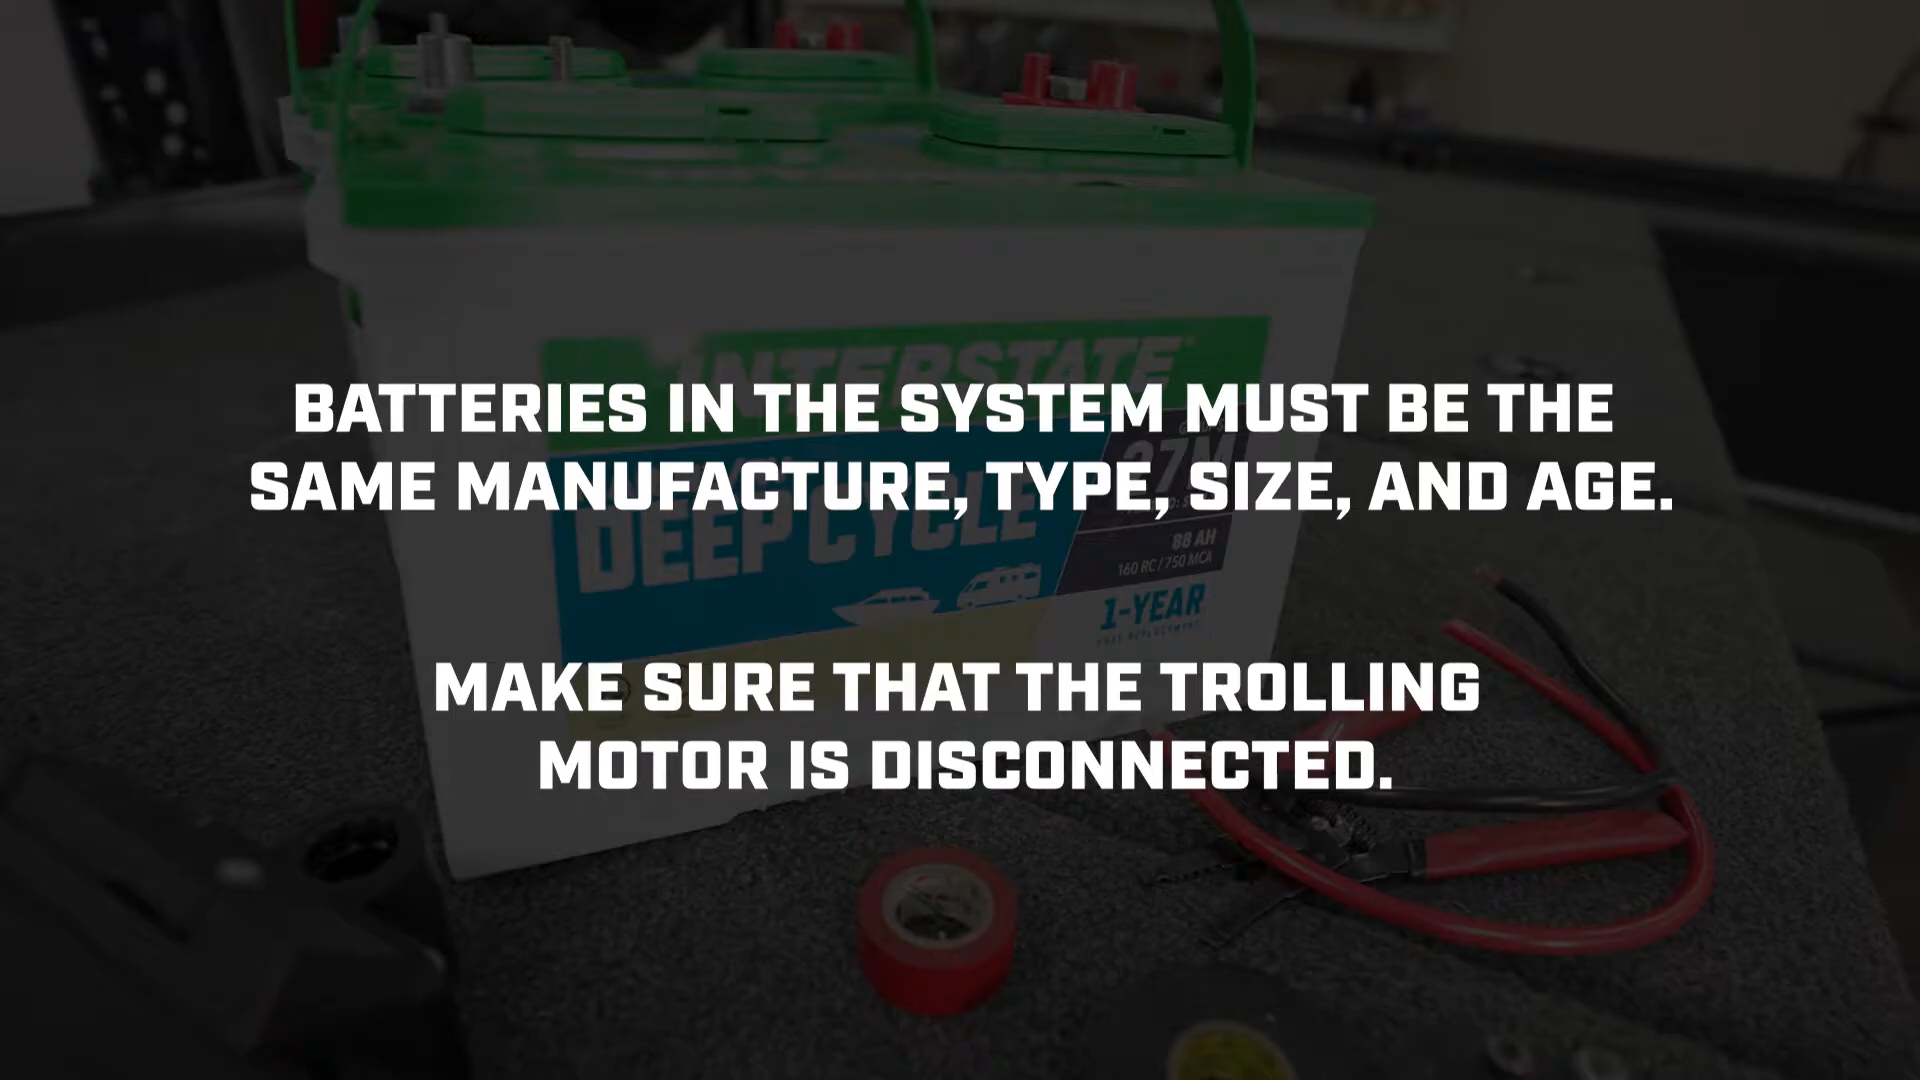 BATTERIES IN THE SYSTEM MUST BE THE
SAME MANUFACTURE, TYPE, SIZE, AND AGE.
MAKE SURE THAT THE TROLLING
MOTOR IS DISCONNECTED.
INTERSTATE
27M
DEEP CYCLE
88 AH
160 RC / 750 MCA
1-YEAR